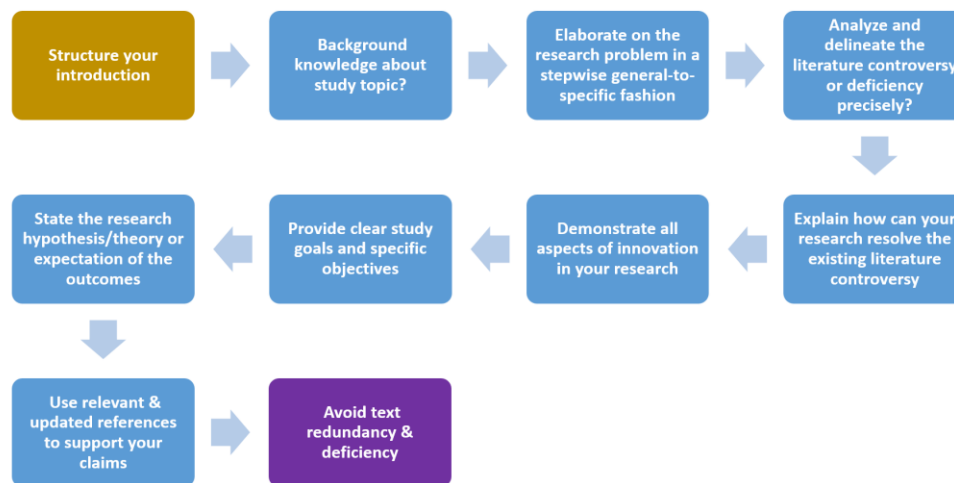 Structure your
introduction
Background
knowledge about
study topic?
Elaborate on the
research problem in a
stepwise general-to-
specific fashion
Analyze and
delineate the
literature controversy
or deficiency
precisely?
Explain how can your
research resolve the
existing literature
controversy
Demonstrate all
aspects of innovation
in your research
Provide clear study
goals and specific
objectives
State the research
hypothesis/theory or
expectation of the
outcomes
Use relevant &
updated references
to support your
claims
Avoid text
redundancy &
deficiency